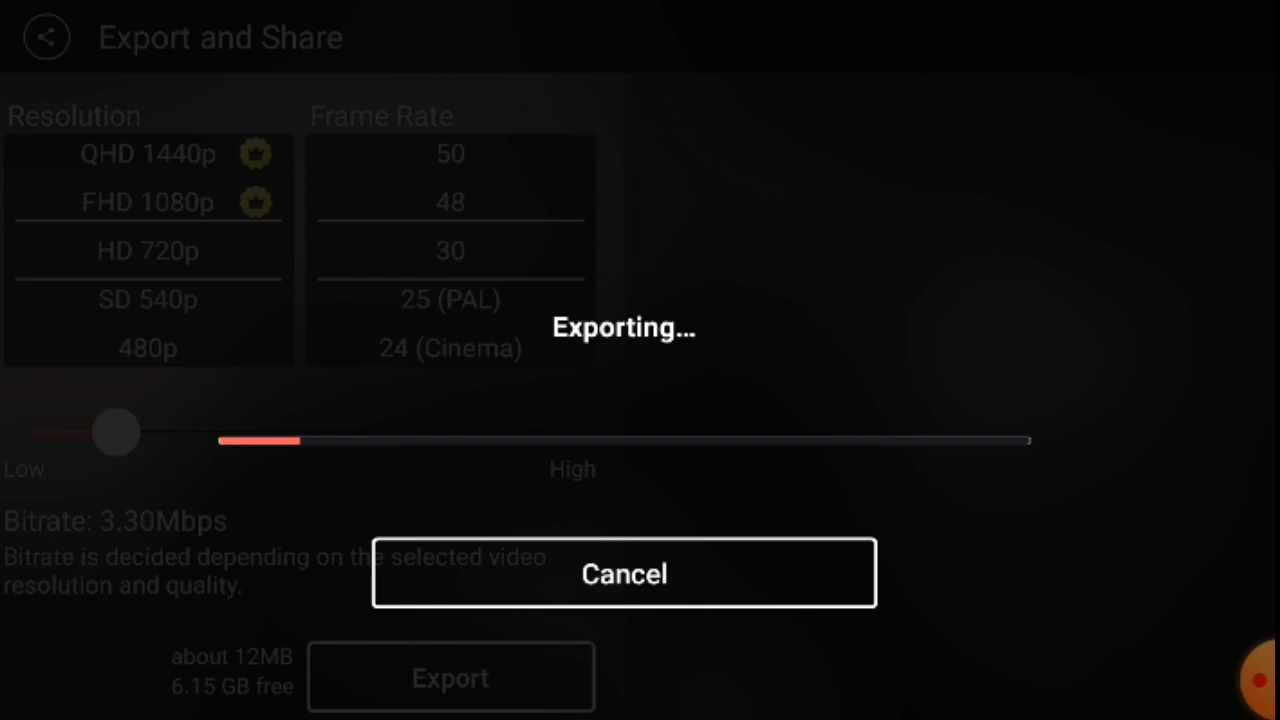 Export and Share
Resolution
Frame Rate
QHD 1440p
50
FHD 1080p
48
HD 720p
30
SD 540p
25 (PAL)
480p
24 (Cinema)
Exporting...
Low
High
Bitrate: 3.30Mbps
Bitrate is decided depending on the selected video
resolution and quality.
Cancel
about 12MB
6.15 GB free
Export